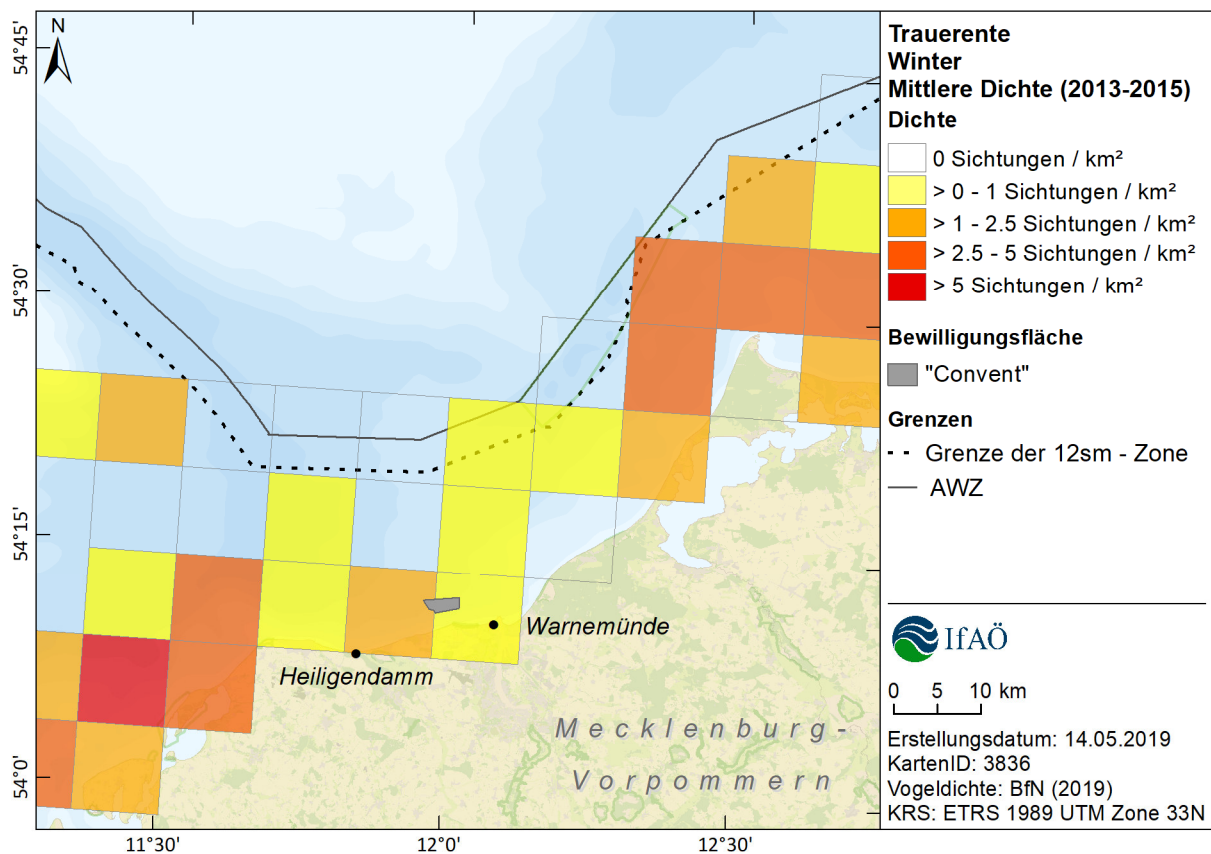 N
54°45'
54°30'
54°15'
54°0'
11°30'
12°0'
12°30'
Warnemünde
Heiligendamm
Mecklenburg-
Vorpommern
Trauerente
Winter
Mittlere Dichte (2013-2015)
Dichte
0 Sichtungen / km²
> 0 - 1 Sichtungen / km²
> 1 - 2.5 Sichtungen / km²
> 2.5 - 5 Sichtungen / km²
> 5 Sichtungen / km²
Bewilligungsfläche
"Convent"
Grenzen
Grenze der 12sm - Zone
AWZ
IfAÖ
0 5 10 km
Erstellungsdatum: 14.05.2019
KartenID: 3836
Vogeldichte: BfN (2019)
KRS: ETRS 1989 UTM Zone 33N